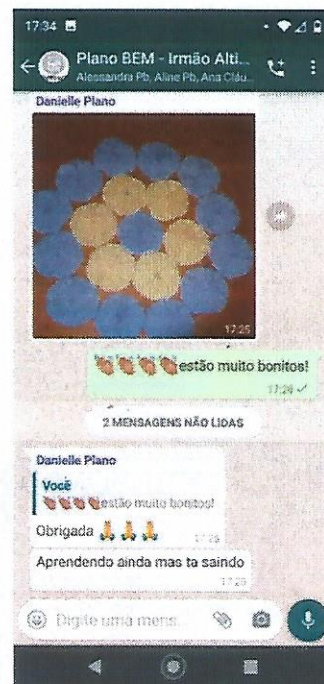 17:34
Plano BEM - Irmão Alti...
Alessandra Pb, Aline Pb, Ana Cláu...
Danielle Plano
17:25
👏👏👏👏estão muito bonitos!
17:26
2 MENSAGENS NÃO LIDAS
Danielle Plano
Você
👏👏👏👏estão muito bonitos!
Obrigada 🙏🙏🙏
Aprendendo ainda mas ta saindo
Digite uma mens...